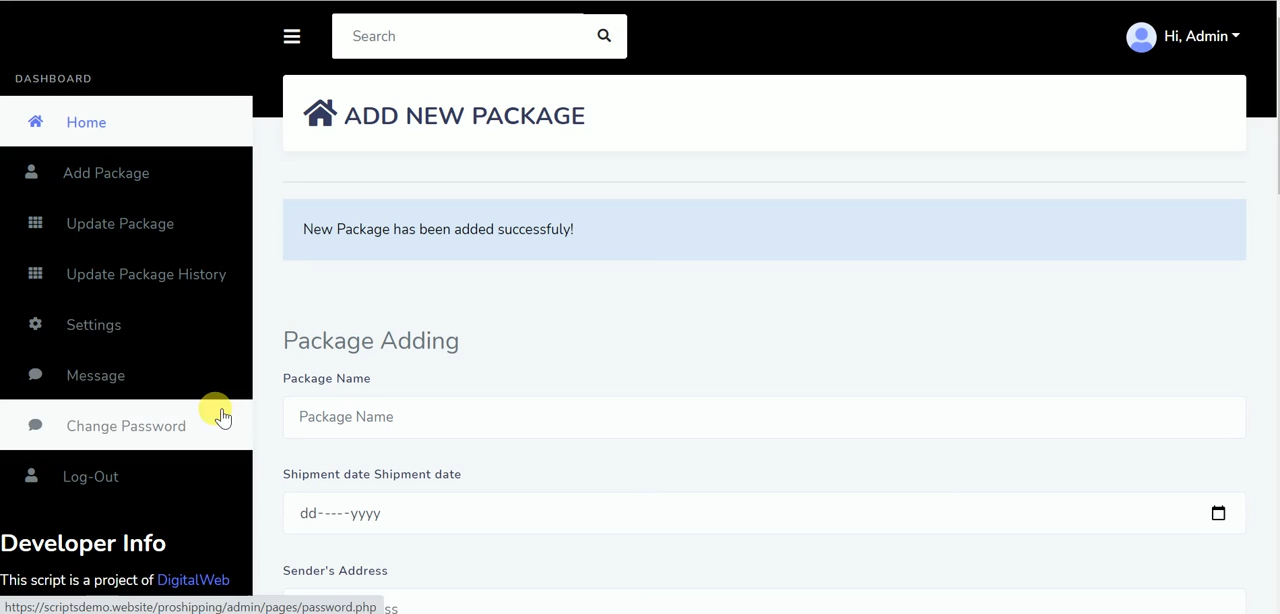 Search
Hi, Admin
DASHBOARD
Home
Add Package
Update Package
Update Package History
Settings
Message
Change Password
Log-Out
Developer Info
This script is a project of DigitalWeb
https://scriptsdemo.website/proshipping/admin/pages/password.php
ADD NEW PACKAGE
New Package has been added successfuly!
Package Adding
Package Name
Package Name
Shipment date Shipment date
dd-----yyyy
Sender's Address